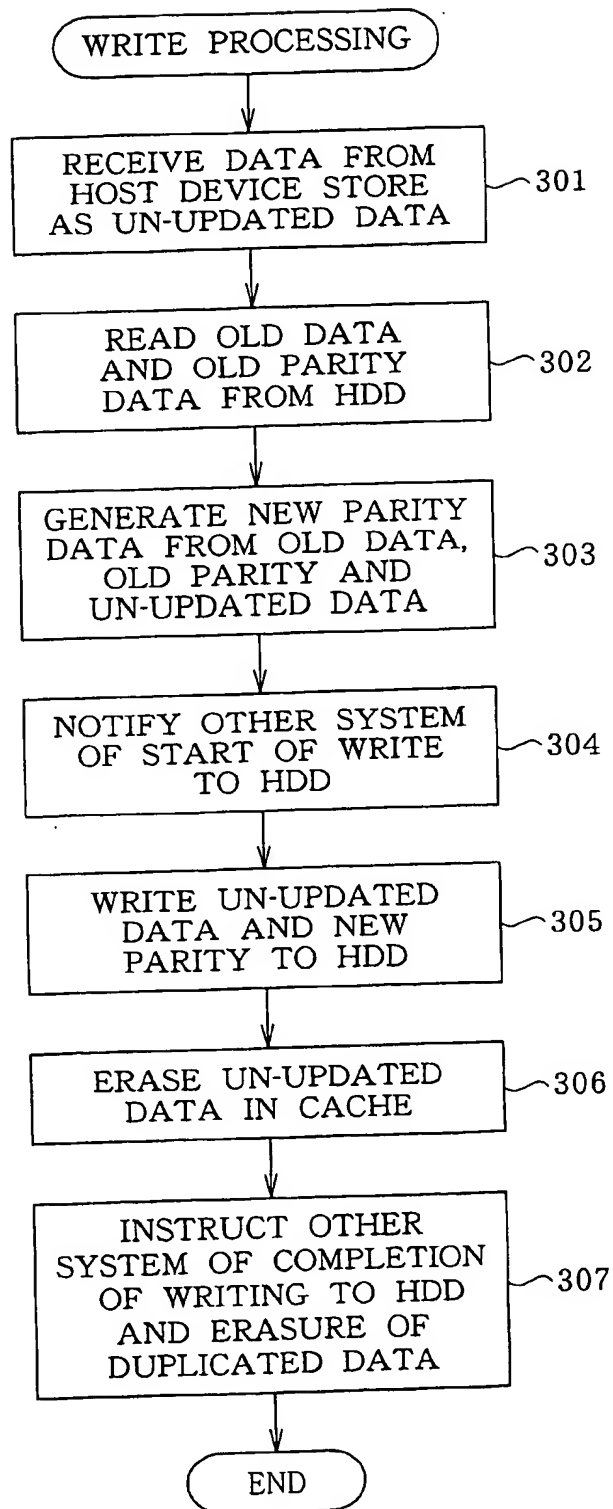 WRITE PROCESSING
RECEIVE DATA FROM
HOST DEVICE STORE
AS UN-UPDATED DATA
301
READ OLD DATA
AND OLD PARITY
DATA FROM HDD
302
GENERATE NEW PARITY
DATA FROM OLD DATA,
OLD PARITY AND
UN-UPDATED DATA
303
NOTIFY OTHER SYSTEM
OF START OF WRITE
TO HDD
304
WRITE UN-UPDATED
DATA AND NEW
PARITY TO HDD
305
ERASE UN-UPDATED
DATA IN CACHE
306
INSTRUCT OTHER
SYSTEM OF COMPLETION
OF WRITING TO HDD
AND ERASURE OF
DUPLICATED DATA
307
END